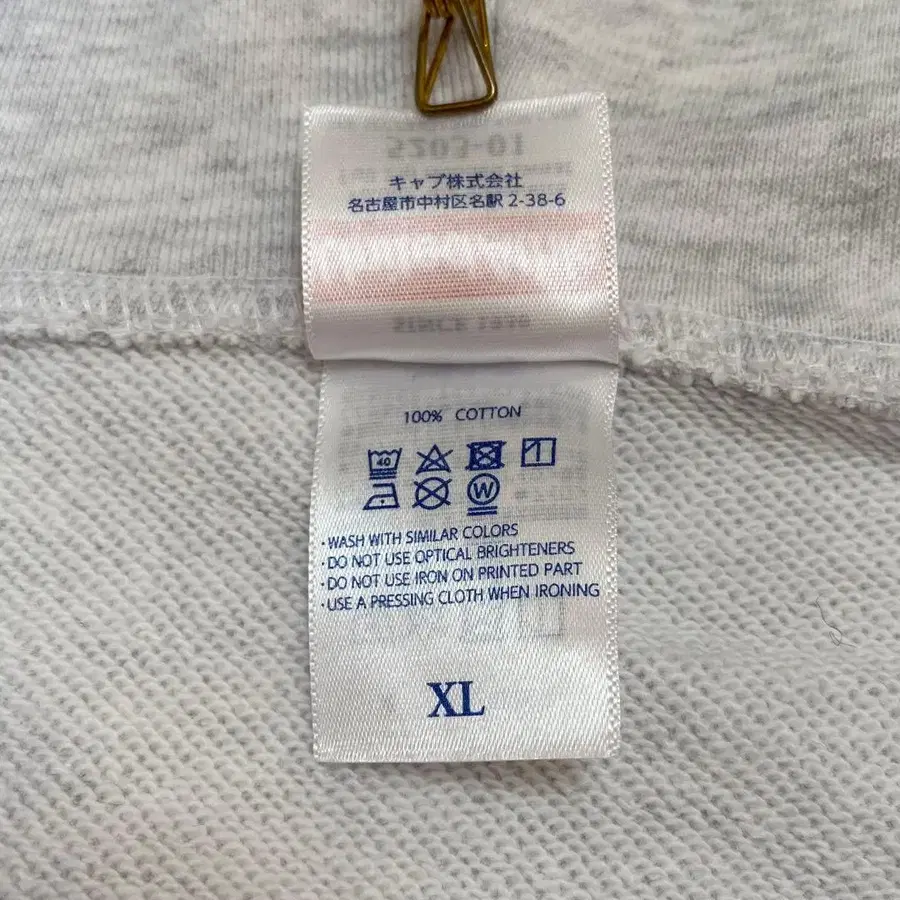 キャブ株式会社
名古屋市中村区名駅 2-38-6
100% COTTON
40
W
·WASH WITH SIMILAR COLORS
·DO NOT USE OPTICAL BRIGHTENERS
·DO NOT USE IRON ON PRINTED PART
·USE A PRESSING CLOTH WHEN IRONING
XL